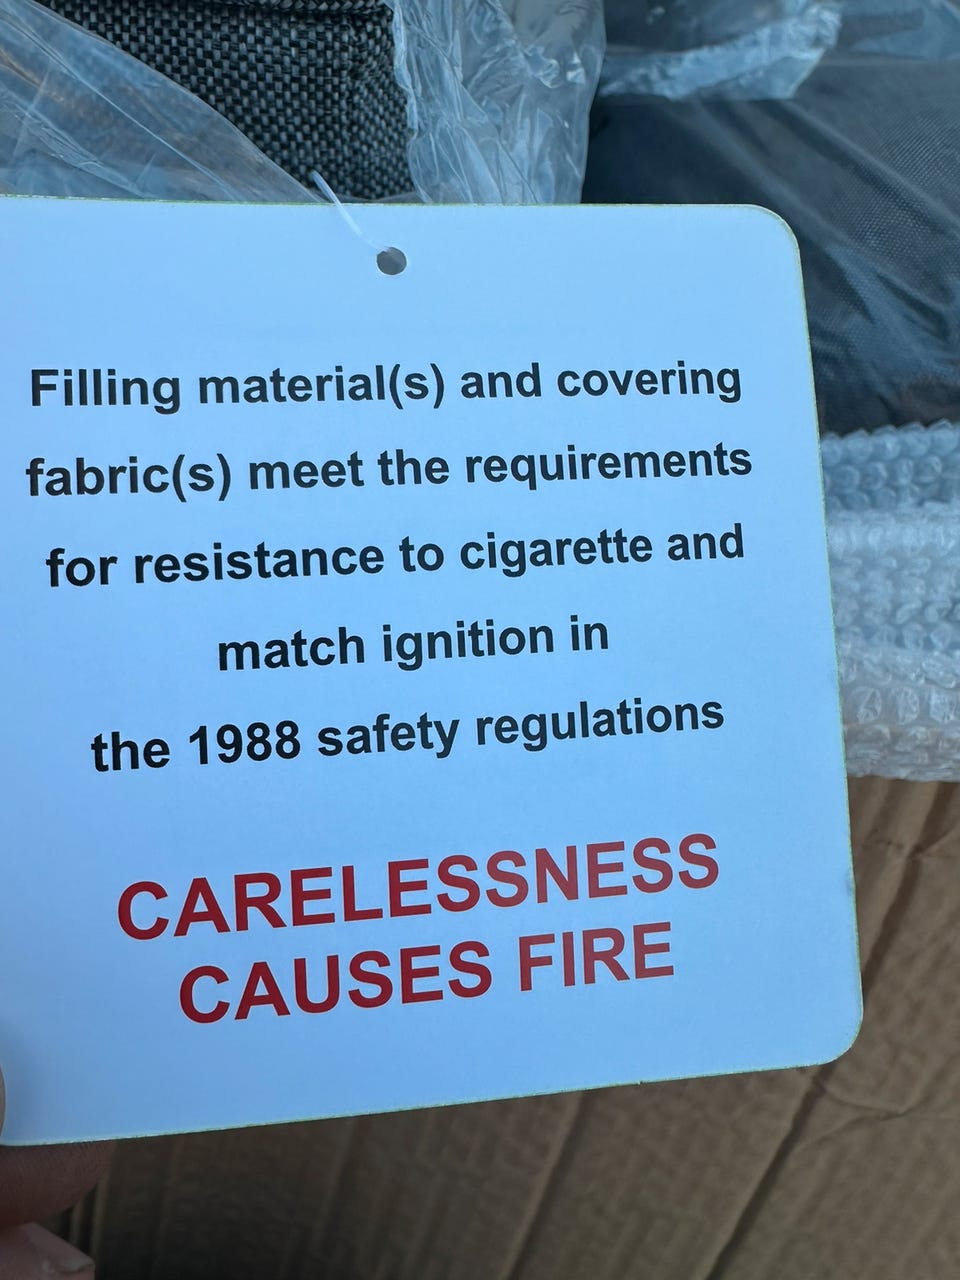 Filling material(s) and covering
fabric(s) meet the requirements
for resistance to cigarette and
match ignition in
the 1988 safety regulations
CARELESSNESS
CAUSES FIRE